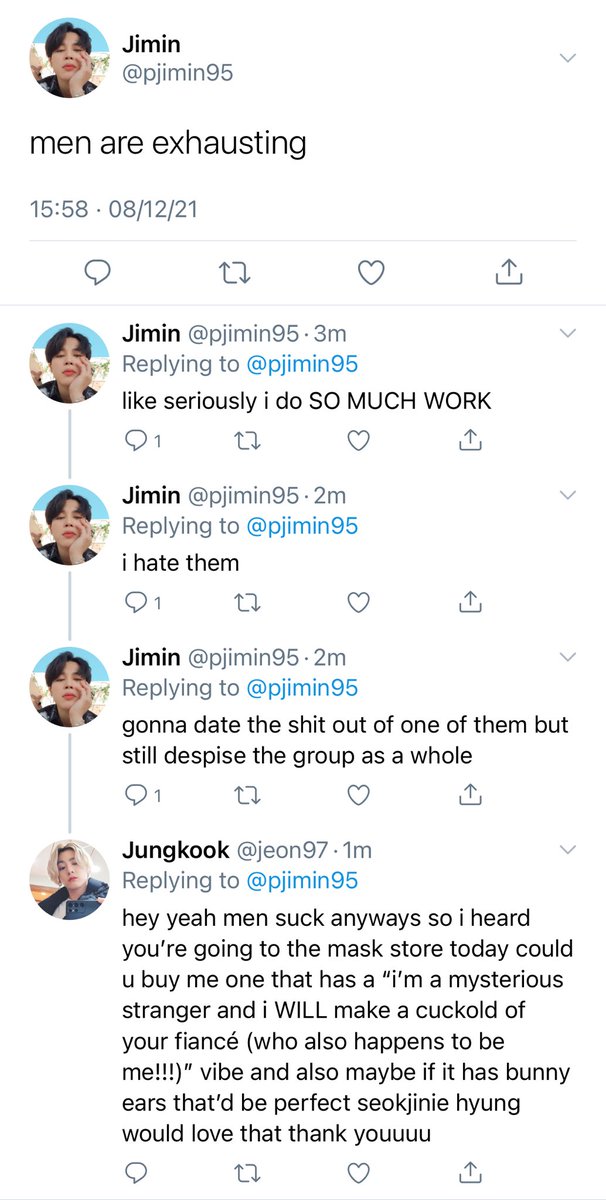 Jimin
@pjimin95
men are exhausting
15:58 · 08/12/21
Jimin @pjimin95 · 3m
Replying to @pjimin95
like seriously i do SO MUCH WORK
1
Jimin @pjimin95 · 2m
Replying to @pjimin95
i hate them
1
Jimin @pjimin95 · 2m
Replying to @pjimin95
gonna date the shit out of one of them but
still despise the group as a whole
1
Jungkook @jeon97 · 1m
Replying to @pjimin95
hey yeah men suck anyways so i heard
you’re going to the mask store today could
u buy me one that has a “i’m a mysterious
stranger and i WILL make a cuckold of
your fiancé (who also happens to be
me!!!)” vibe and also maybe if it has bunny
ears that’d be perfect seokjinie hyung
would love that thank youuuu